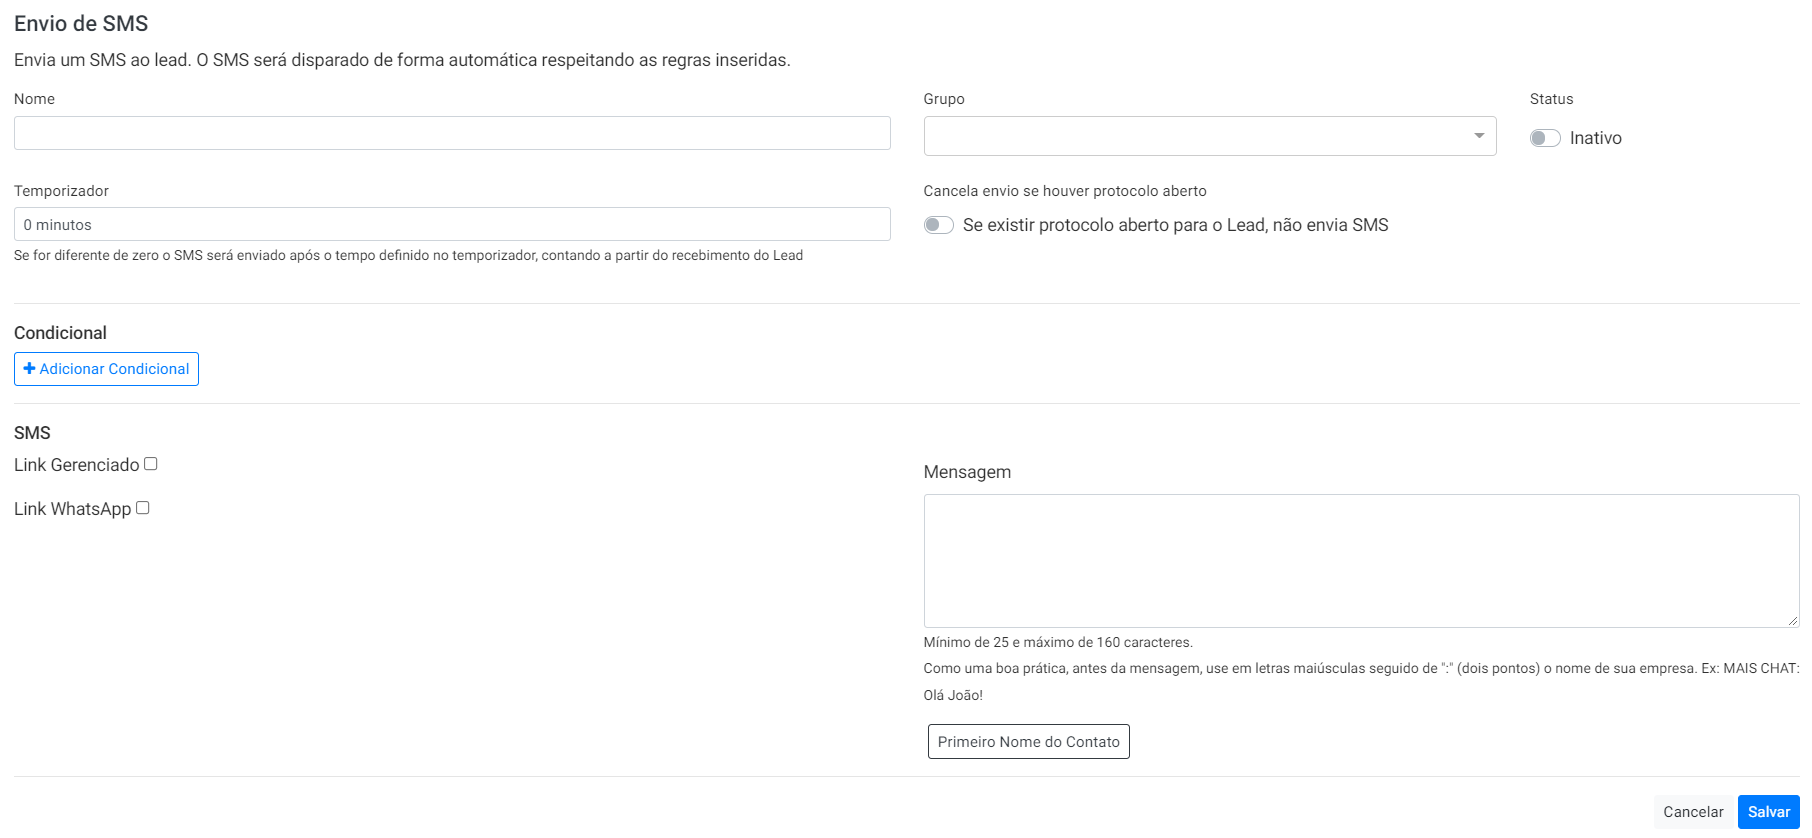 Envio de SMS
Envia um SMS ao lead. O SMS será disparado de forma automática respeitando as regras inseridas.
Nome
Grupo
Status
Inativo
Temporizador
Cancela envio se houver protocolo aberto
0 minutos
Se existir protocolo aberto para o Lead, não envia SMS
Se for diferente de zero o SMS será enviado após o tempo definido no temporizador, contando a partir do recebimento do Lead
Condicional
Adicionar Condicional
SMS
Link Gerenciado
Link WhatsApp
Mensagem
Mínimo de 25 e máximo de 160 caracteres.
Como uma boa prática, antes da mensagem, use em letras maiúsculas seguido de ":" (dois pontos) o nome de sua empresa. Ex: MAIS CHAT:
Olá João!
Primeiro Nome do Contato
Cancelar
Salvar